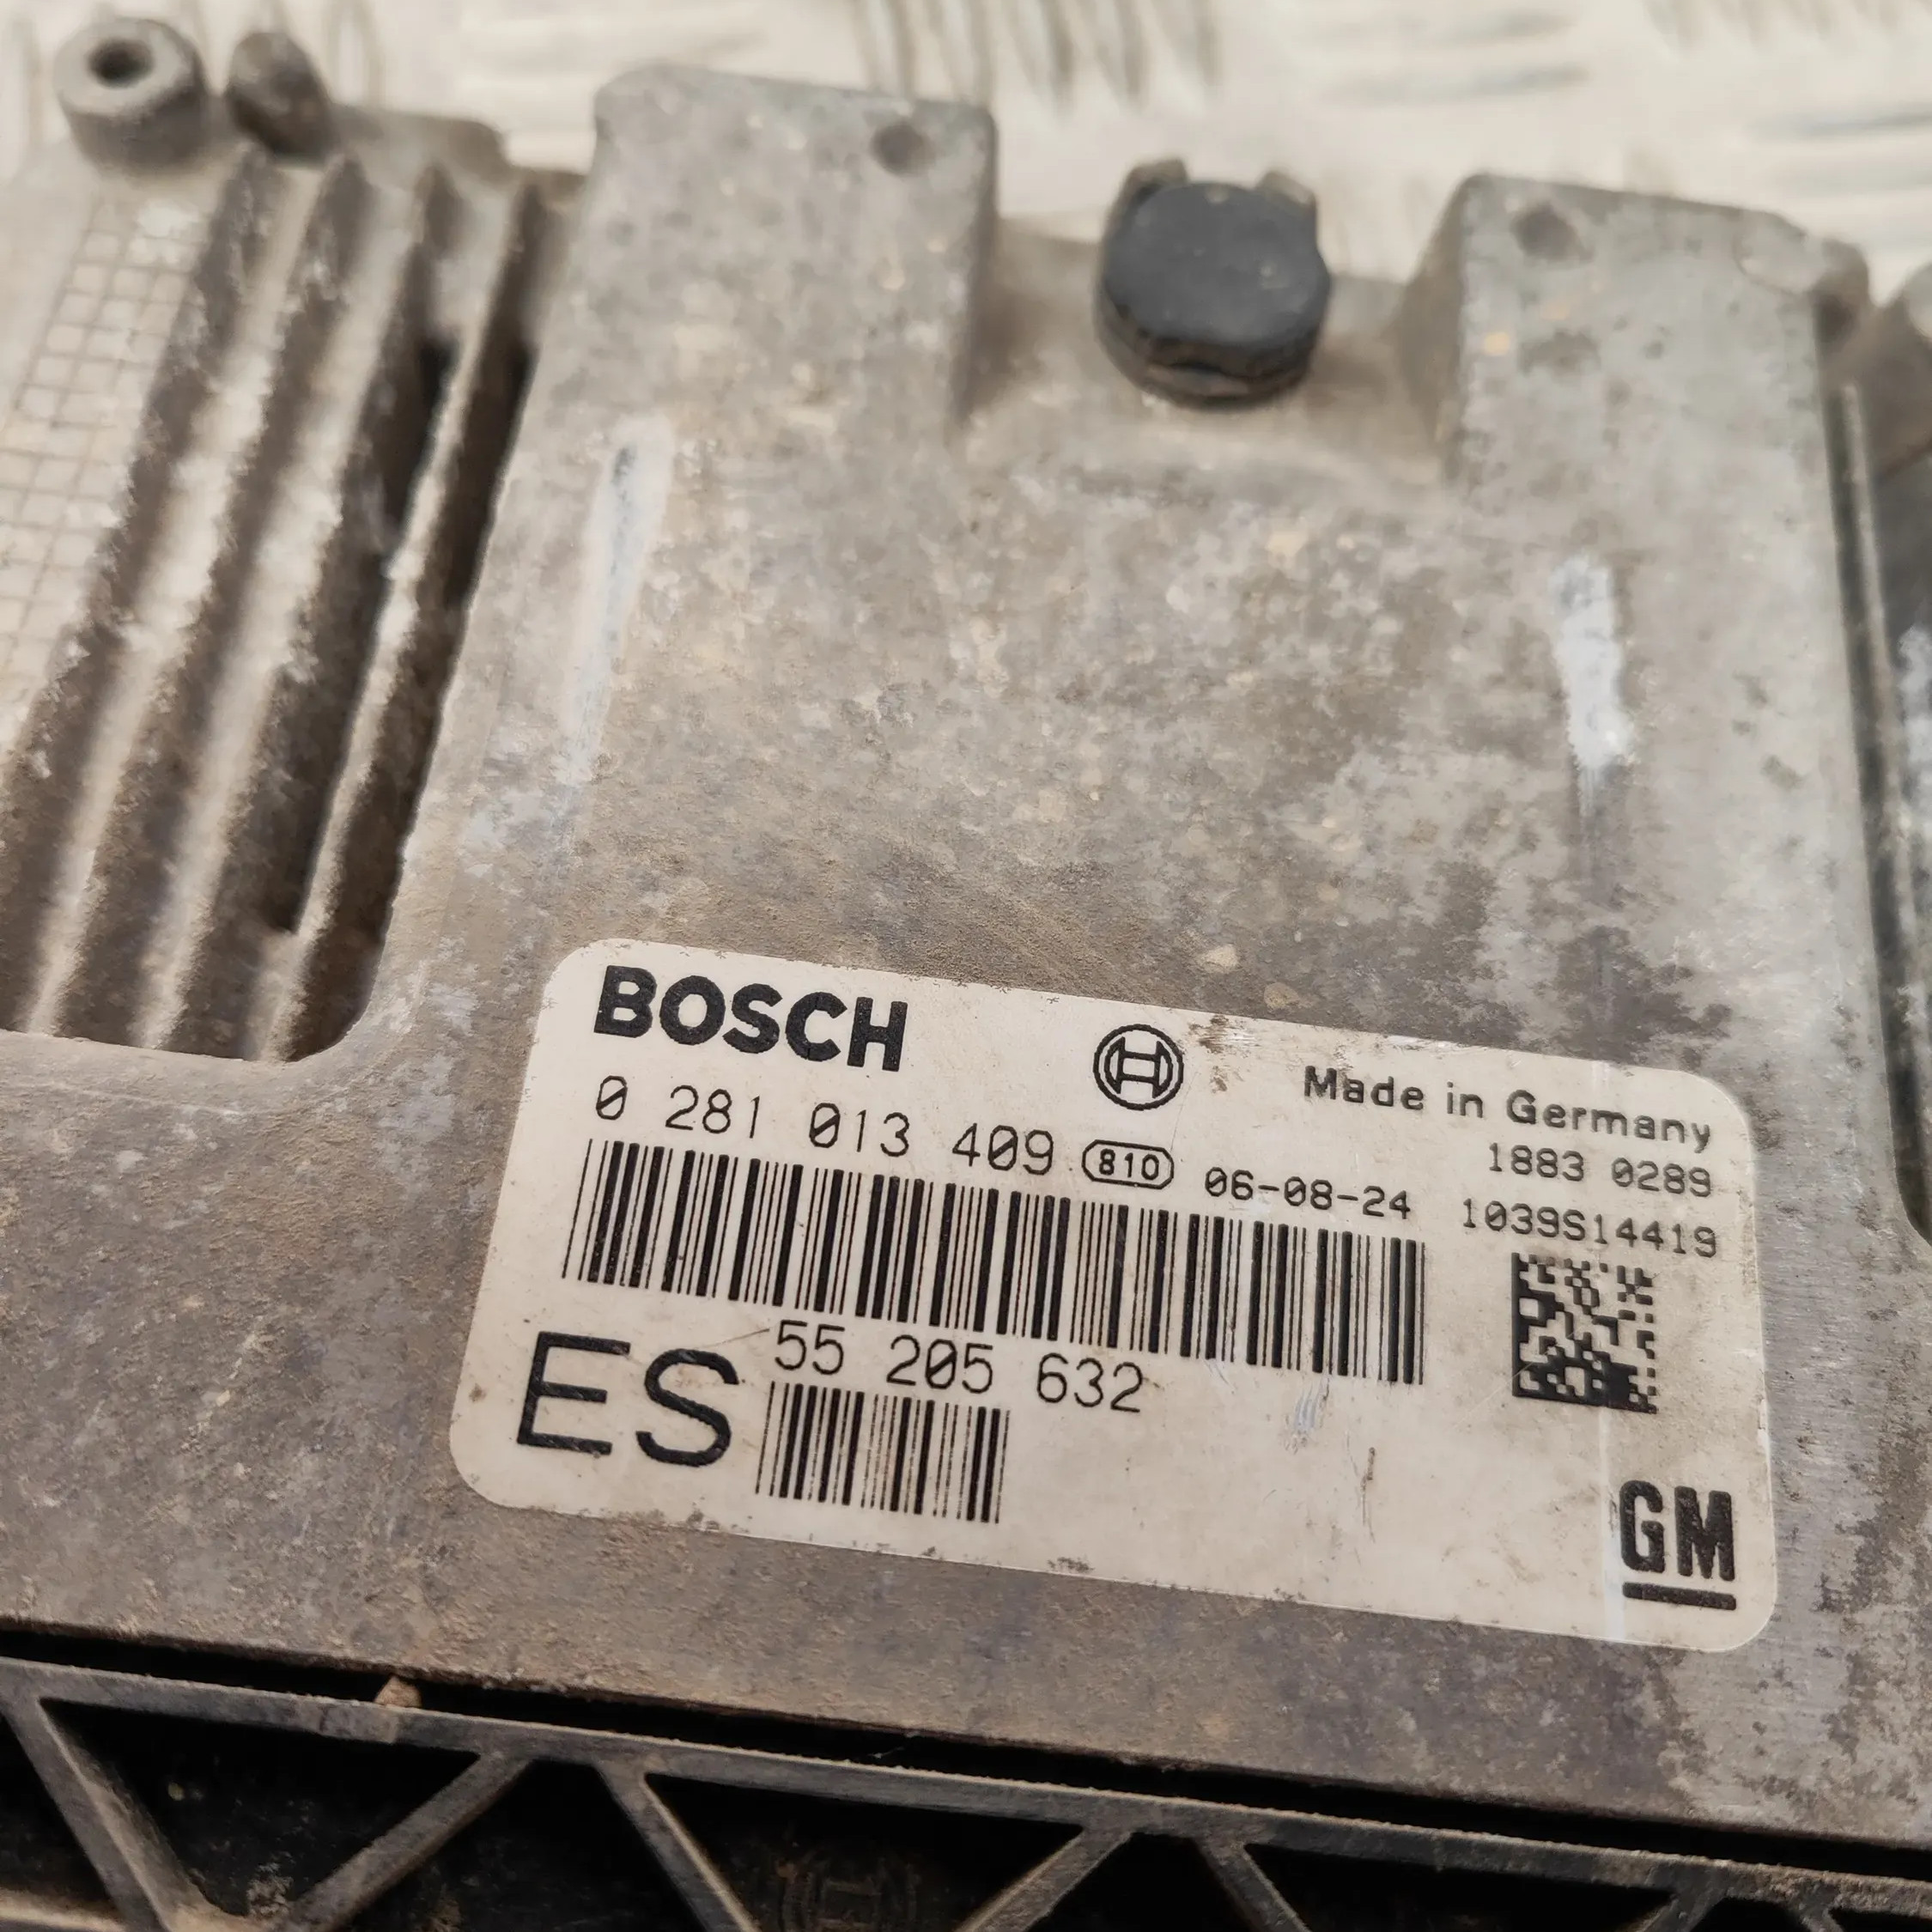 BOSCH
Made in Germany
0 281 013 409 810 06-08-24
1883 0289
1039S14419
ES 55 205 632
GM